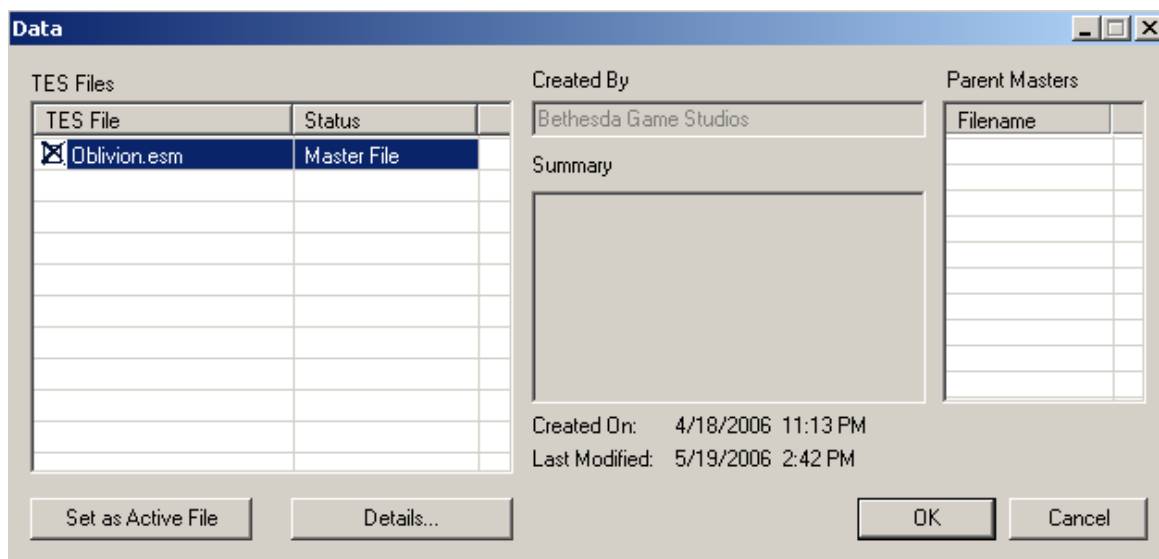 Data
TES Files
TES File Status
Oblivion.esm Master File
Created By
Bethesda Game Studios
Summary
Created On: 4/18/2006 11:13 PM
Last Modified: 5/19/2006 2:42 PM
Parent Masters
Filename
Set as Active File Details... OK Cancel